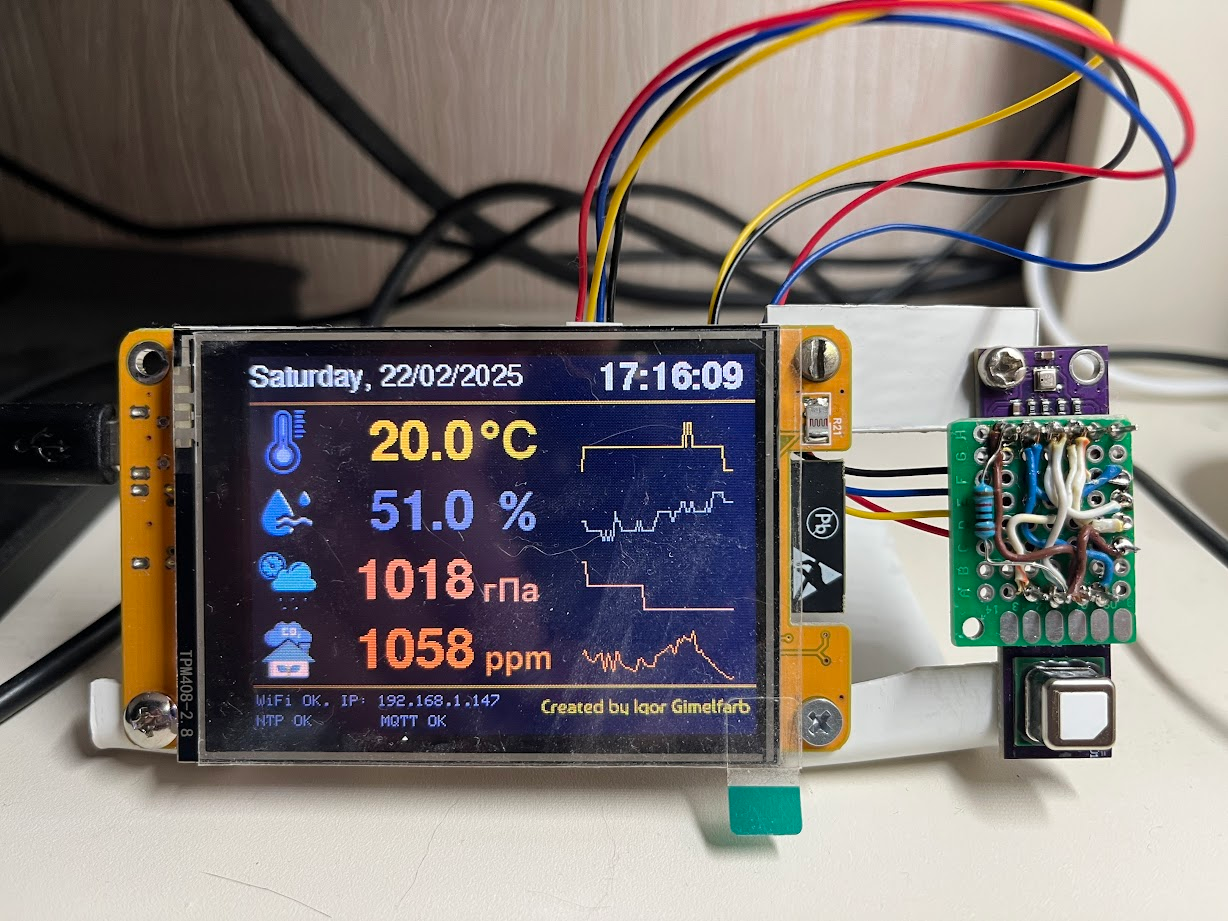 Saturday, 22/02/2025 17:16:09
20.0°C
51.0 %
1018 гПа
CO₂
1058 ppm
WiFi OK. IP: 192.168.1.147
NTP OK MQTT OK
Created by Igor Gimelfarb
TPM408-2.8
R21
Pb